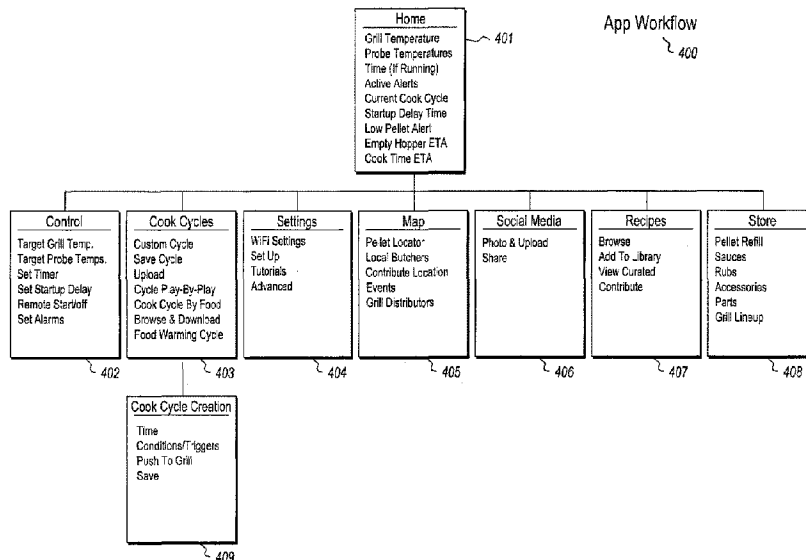 Home
Grill Temperature
Probe Temperatures
Time (If Running)
Active Alerts
Current Cook Cycle
Startup Delay Time
Low Pellet Alert
Empty Hopper ETA
Cook Time ETA
401
App Workflow
400
Control
Target Grill Temp.
Target Probe Temps.
Set Timer
Set Startup Delay
Remote Start/off
Set Alarms
402
Cook Cycles
Custom Cycle
Save Cycle
Upload
Cycle Play-By-Play
Cook Cycle By Food
Browse & Download
Food Warming Cycle
403
Settings
WiFi Settings
Set Up
Tutorials
Advanced
404
Map
Pellet Locator
Local Butchers
Contribute Location
Events
Grill Distributors
405
Social Media
Photo & Upload
Share
406
Recipes
Browse
Add To Library
View Curated
Contribute
407
Store
Pellet Refill
Sauces
Rubs
Accessories
Parts
Grill Lineup
408
Cook Cycle Creation
Time
Conditions/Triggers
Push To Grill
Save
409